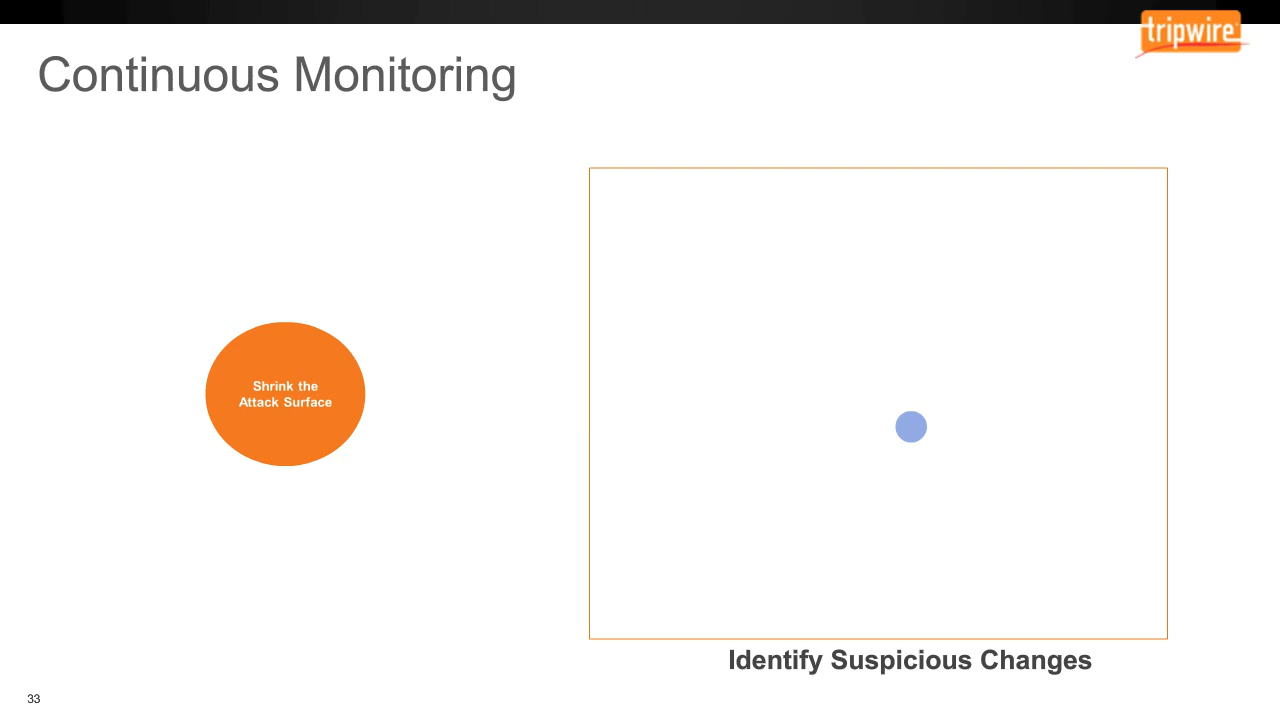 tripwire
Continuous Monitoring
Shrink the
Attack Surface
Identify Suspicious Changes
33